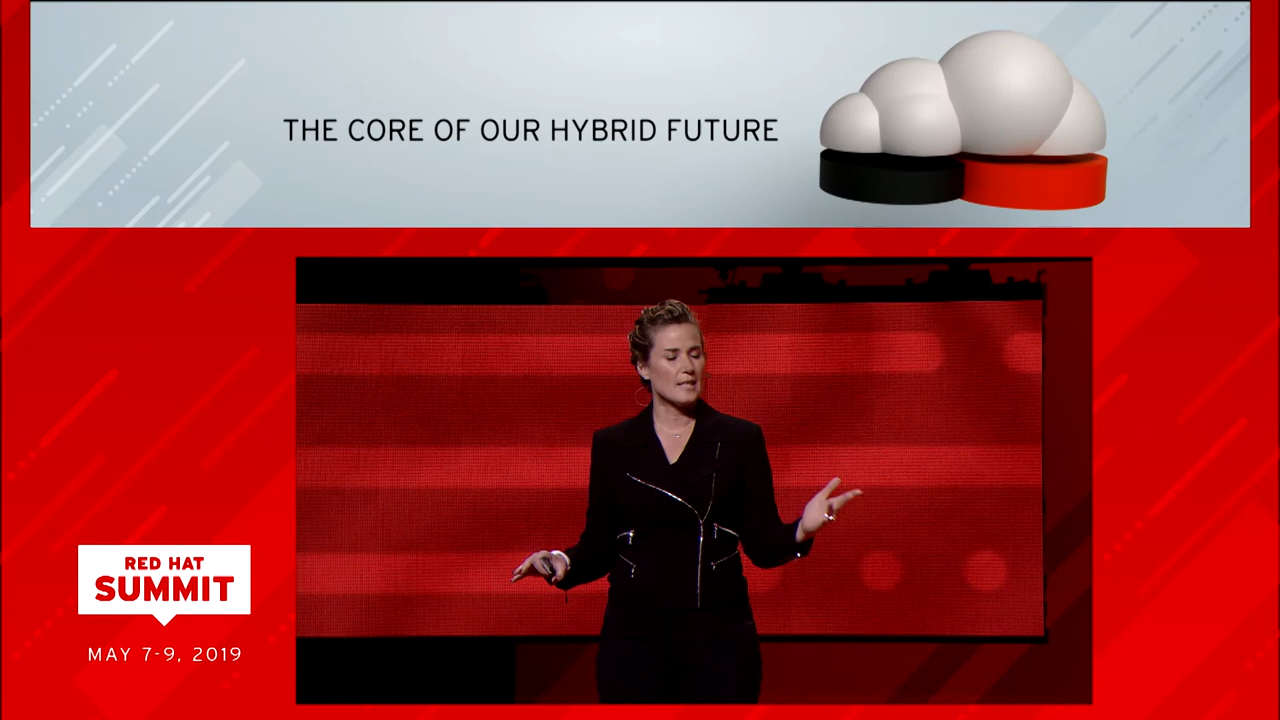 THE CORE OF OUR HYBRID FUTURE
RED HAT
SUMMIT
MAY 7-9, 2019